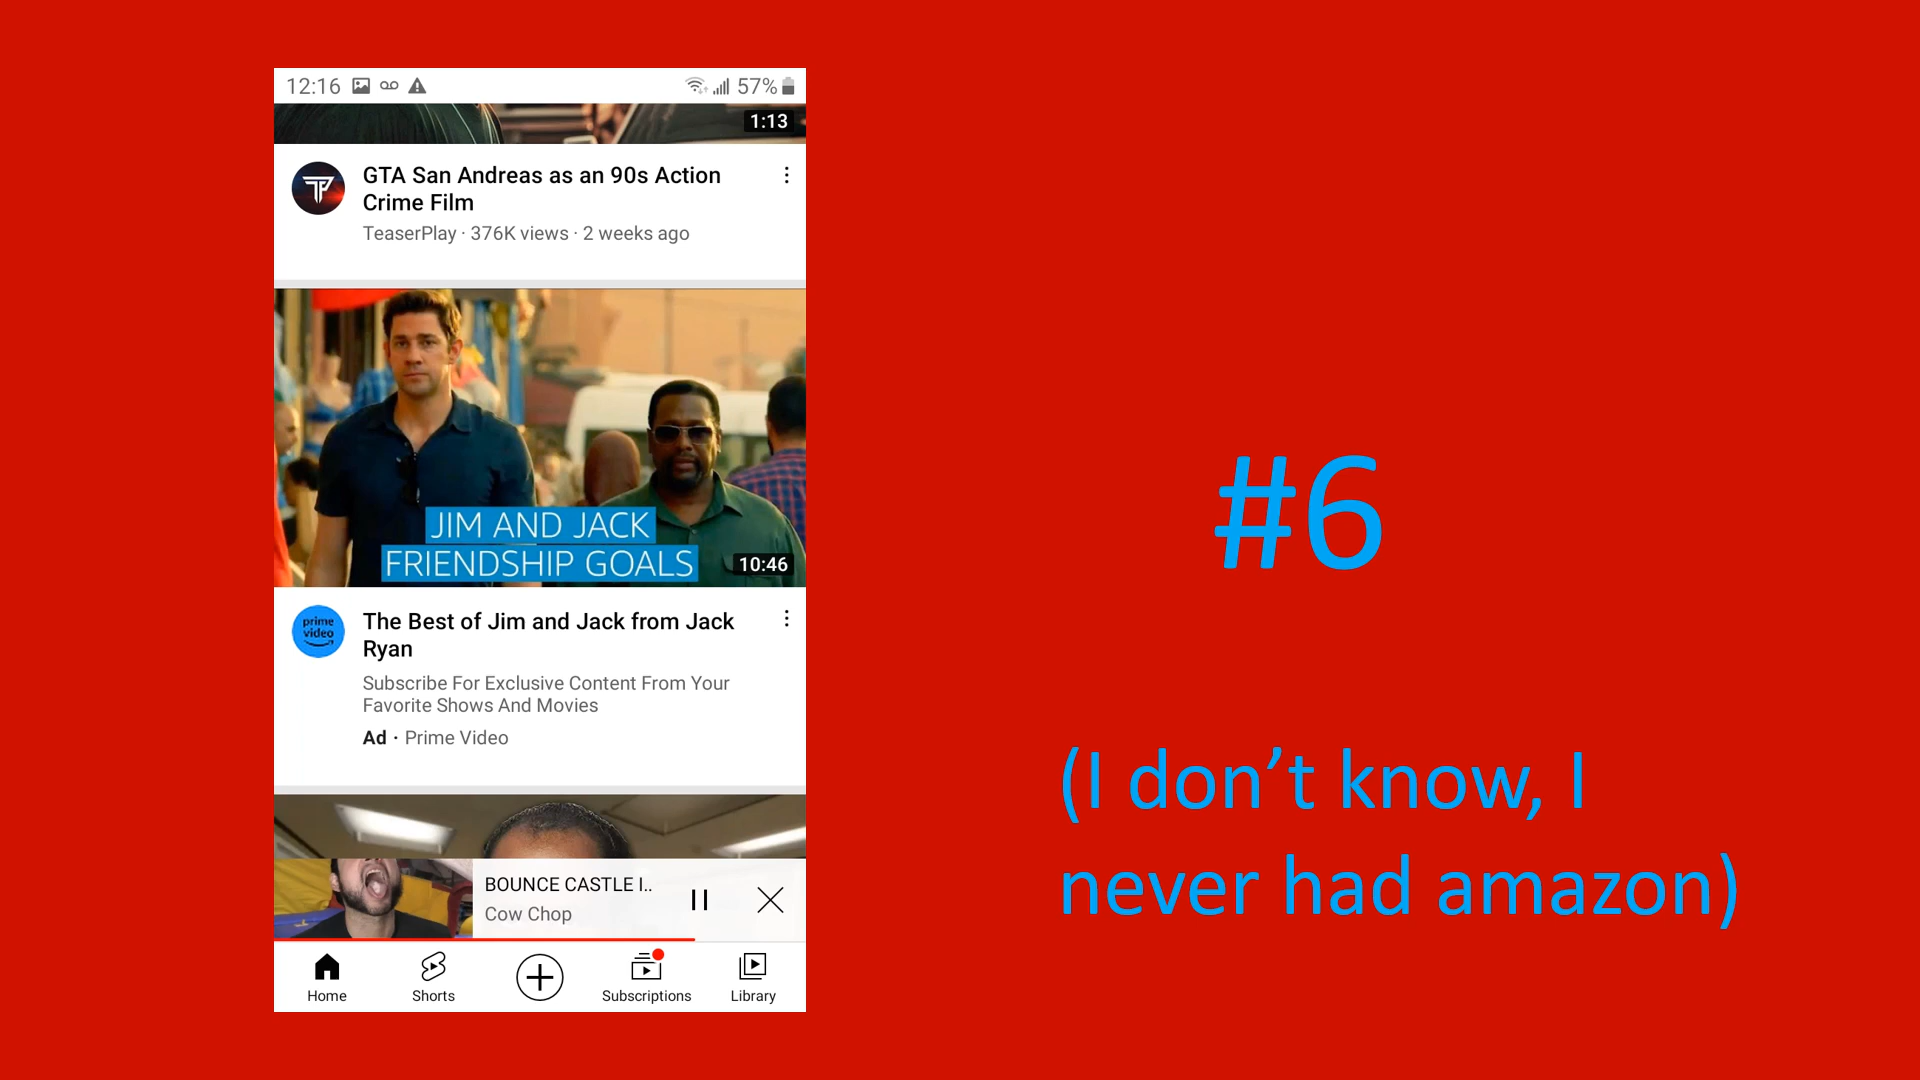 12:16
57%
1:13
GTA San Andreas as an 90s Action
Crime Film
TeaserPlay · 376K views · 2 weeks ago
JIM AND JACK
FRIENDSHIP GOALS
10:46
prime
video
The Best of Jim and Jack from Jack
Ryan
Subscribe For Exclusive Content From Your
Favorite Shows And Movies
Ad · Prime Video
BOUNCE CASTLE I..
Cow Chop
Home
Shorts
Subscriptions
Library
#6
(I don’t know, I
never had amazon)